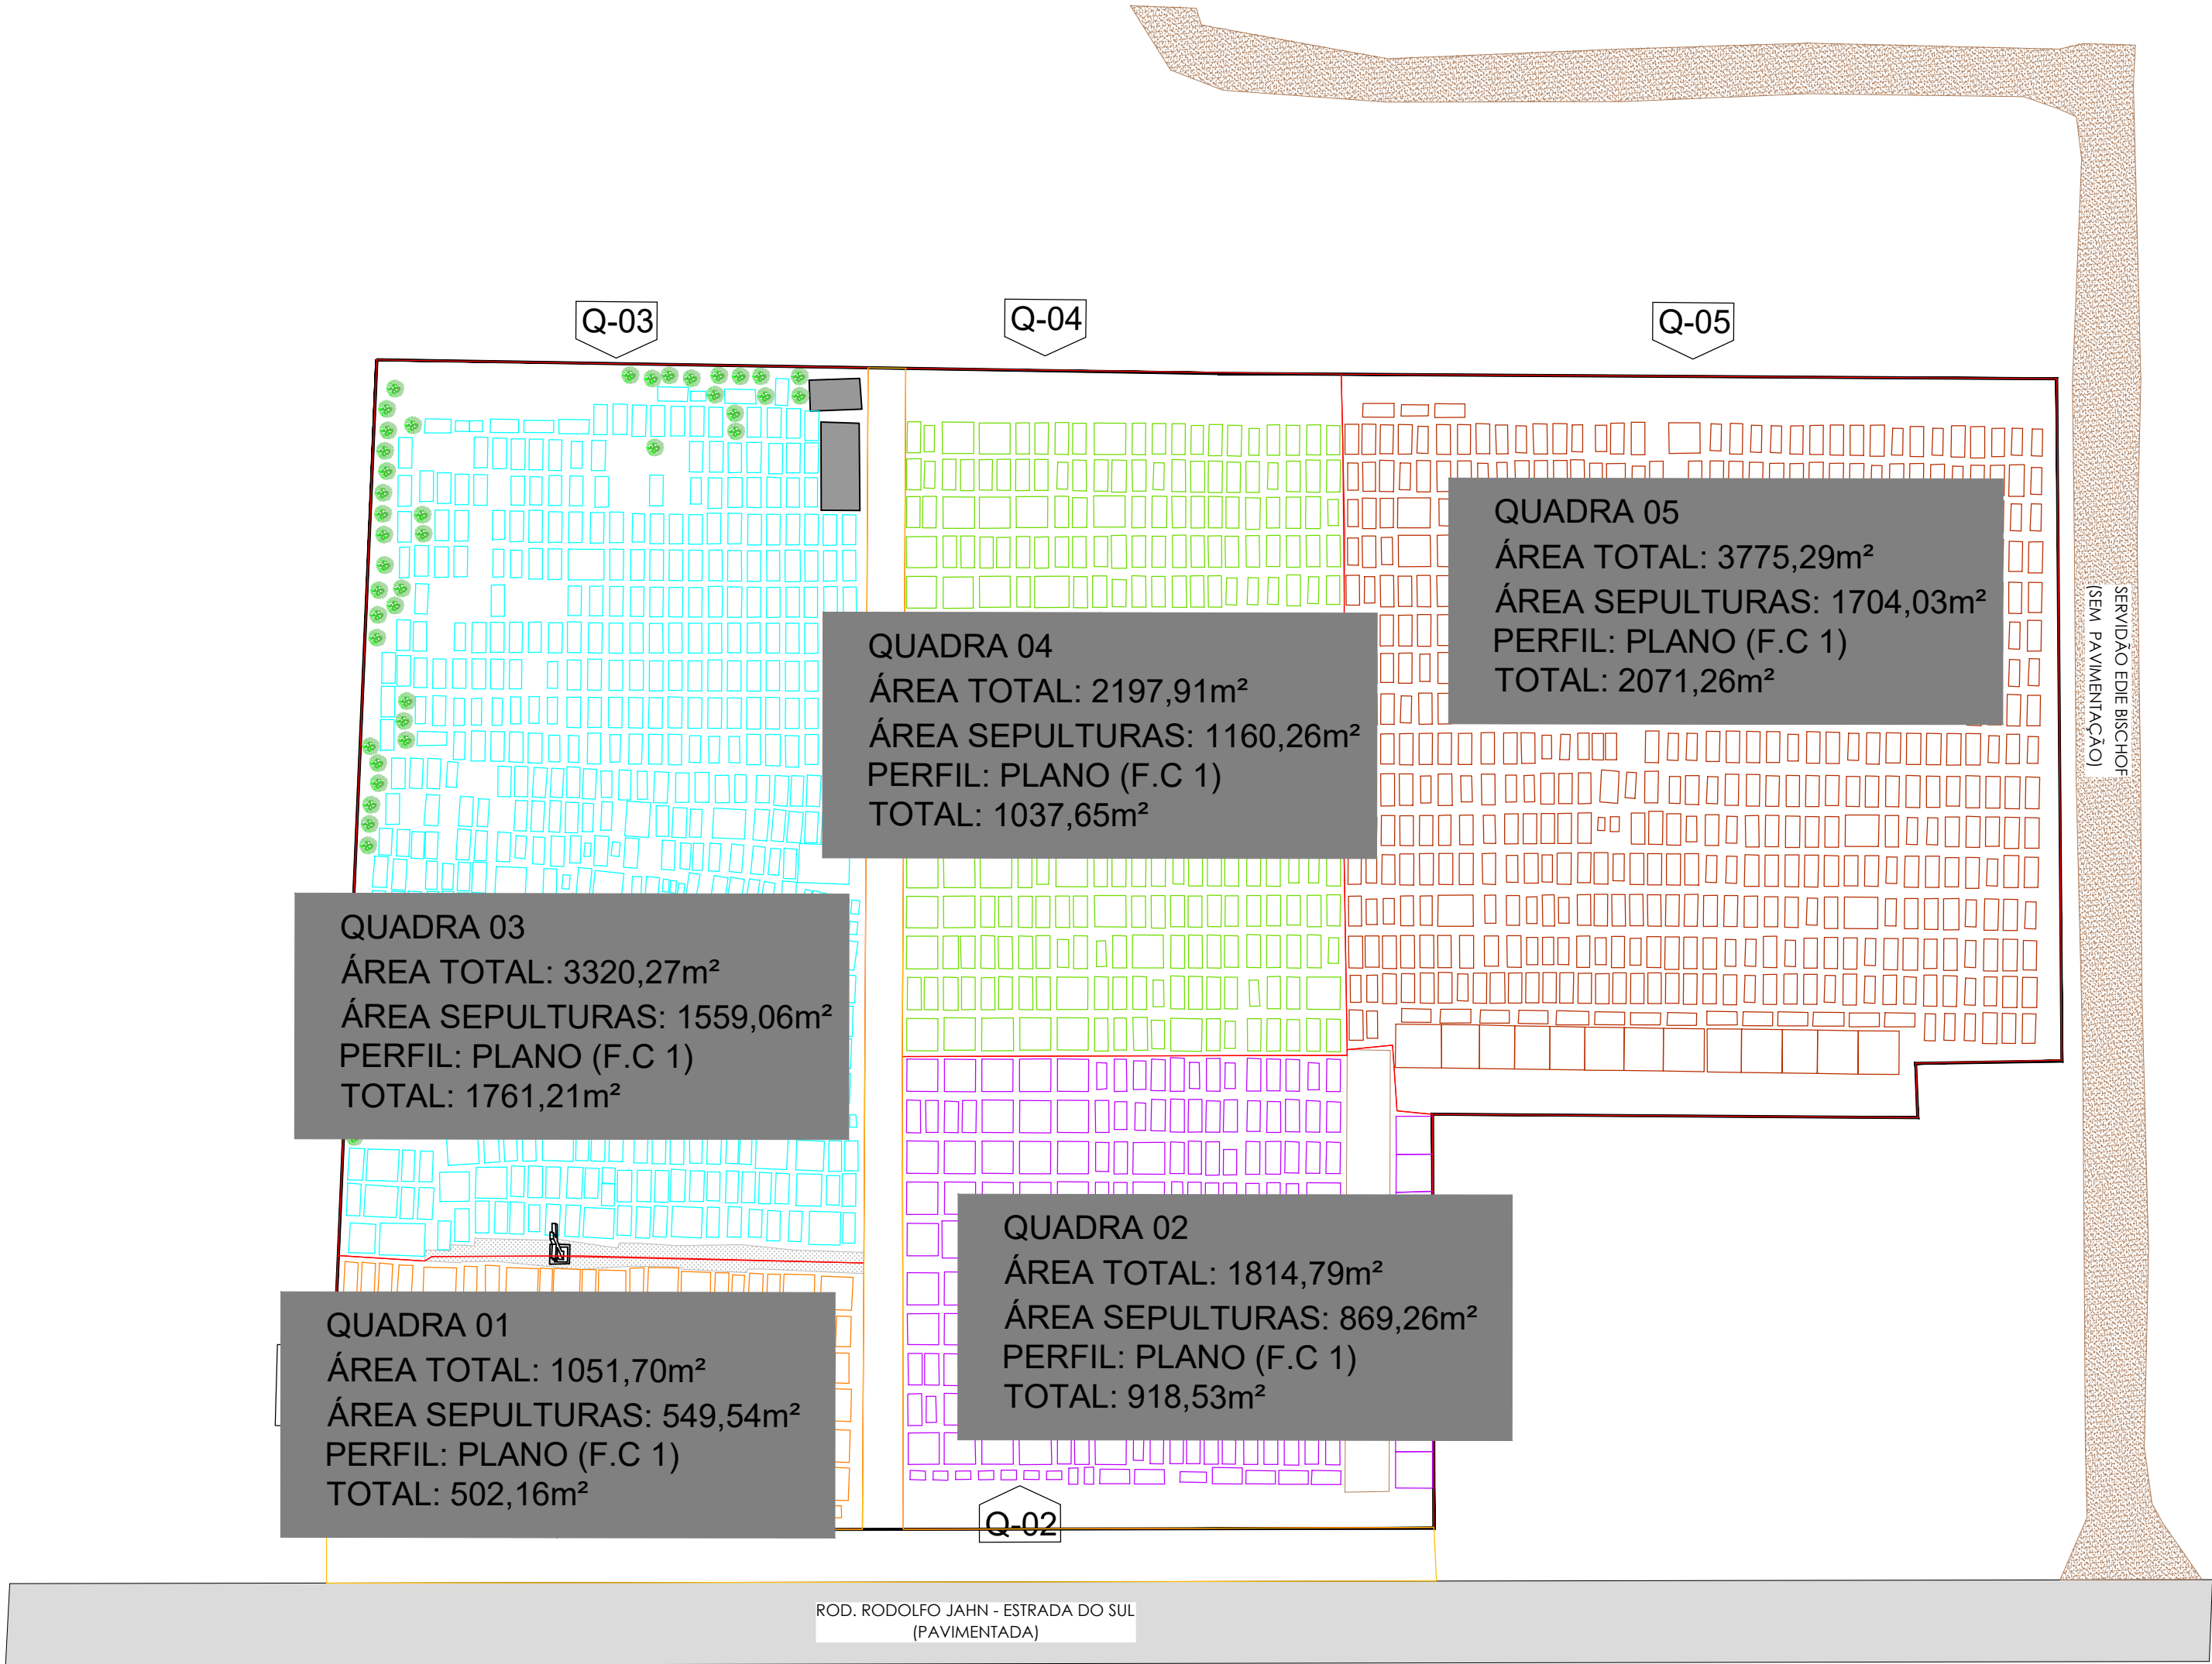 Q-03
Q-04
Q-05
QUADRA 05
ÁREA TOTAL: 3775,29m²
ÁREA SEPULTURAS: 1704,03m²
PERFIL: PLANO (F.C 1)
TOTAL: 2071,26m²
QUADRA 04
ÁREA TOTAL: 2197,91m²
ÁREA SEPULTURAS: 1160,26m²
PERFIL: PLANO (F.C 1)
TOTAL: 1037,65m²
SERVIDÃO EDIE BISCHOF
(SEM PAVIMENTAÇÃO)
QUADRA 03
ÁREA TOTAL: 3320,27m²
ÁREA SEPULTURAS: 1559,06m²
PERFIL: PLANO (F.C 1)
TOTAL: 1761,21m²
QUADRA 02
ÁREA TOTAL: 1814,79m²
ÁREA SEPULTURAS: 869,26m²
PERFIL: PLANO (F.C 1)
TOTAL: 918,53m²
QUADRA 01
ÁREA TOTAL: 1051,70m²
ÁREA SEPULTURAS: 549,54m²
PERFIL: PLANO (F.C 1)
TOTAL: 502,16m²
Q-02
ROD. RODOLFO JAHN - ESTRADA DO SUL
(PAVIMENTADA)